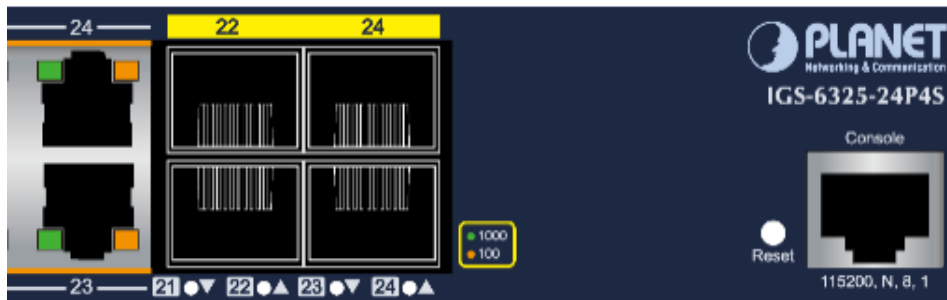 24
22
24
PLANET
Networking & Communication
IGS-6325-24P4S
Console
1000
100
Reset
23
21 22 23 24
115200, N, 8, 1